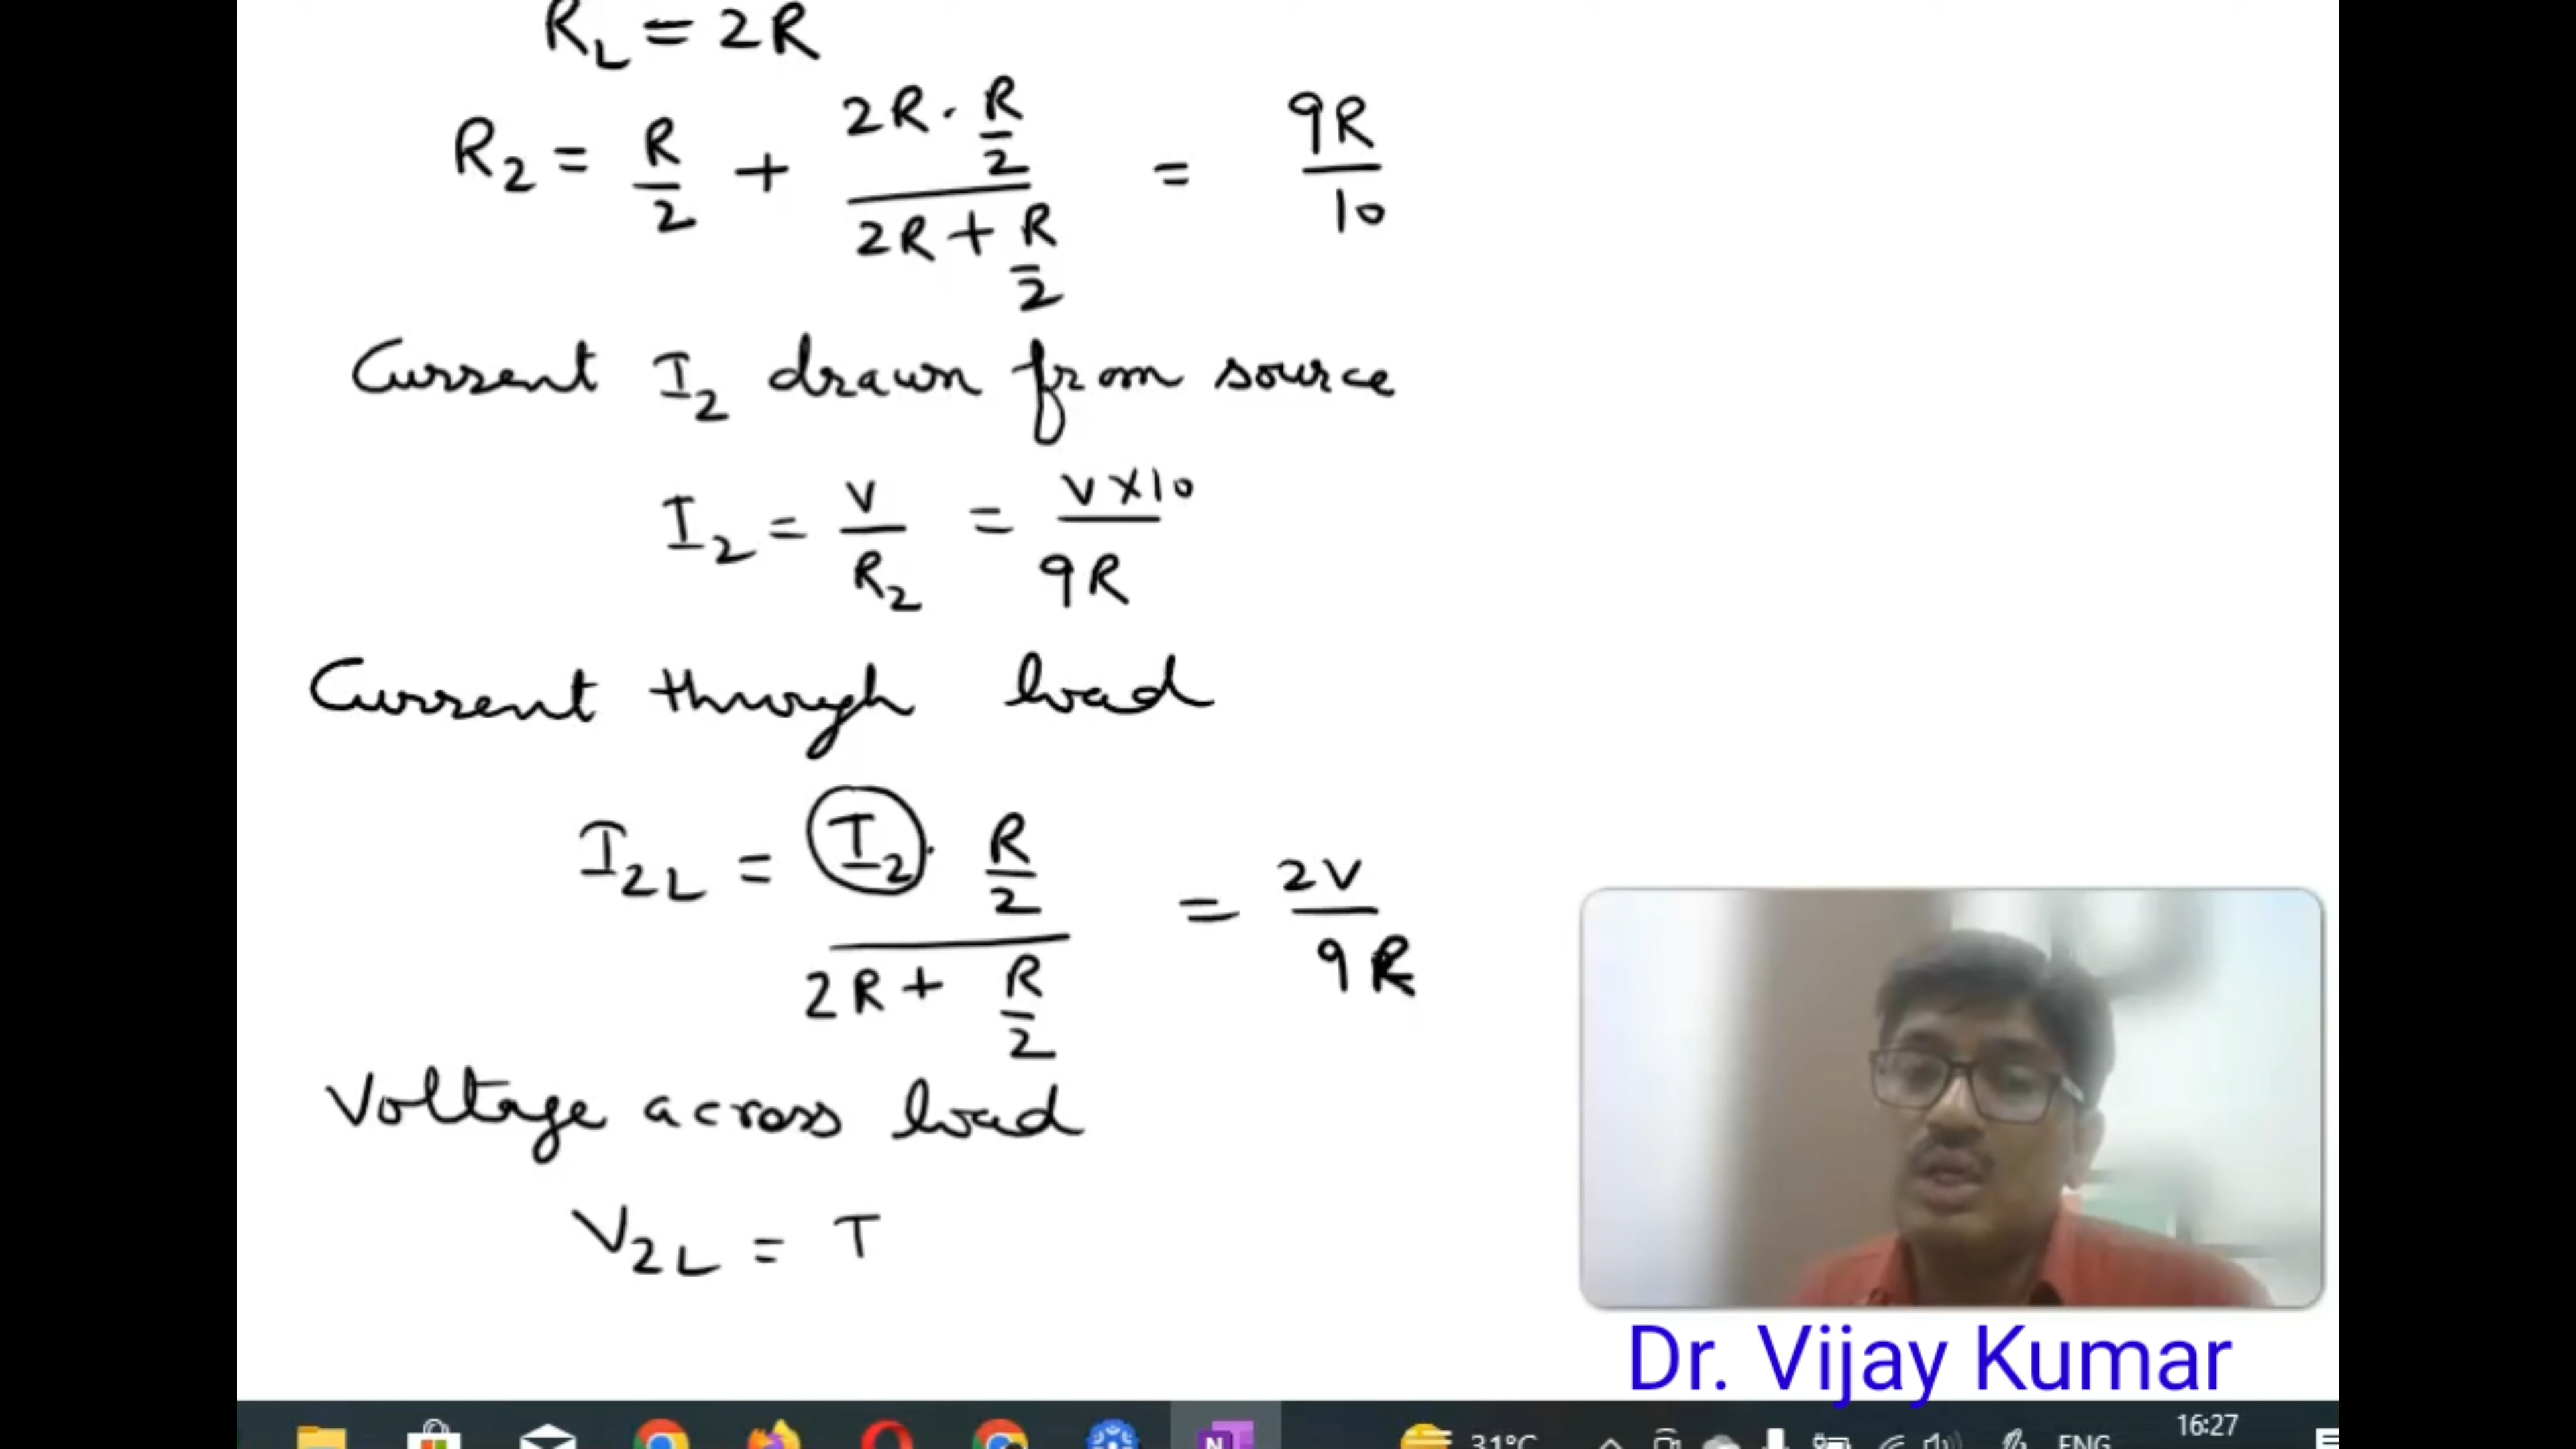 R_L = 2R
R_2 = R/2 + (2R · R/2)/(2R + R/2) = 9R/10
Current I_2 drawn from source
I_2 = V/R_2 = V×10/9R
Current through load
I_2L = (I_2 · R/2)/(2R + R/2) = 2V/9R
Voltage across load
V_2L = I
Dr. Vijay Kumar
31°C ENG 16:27